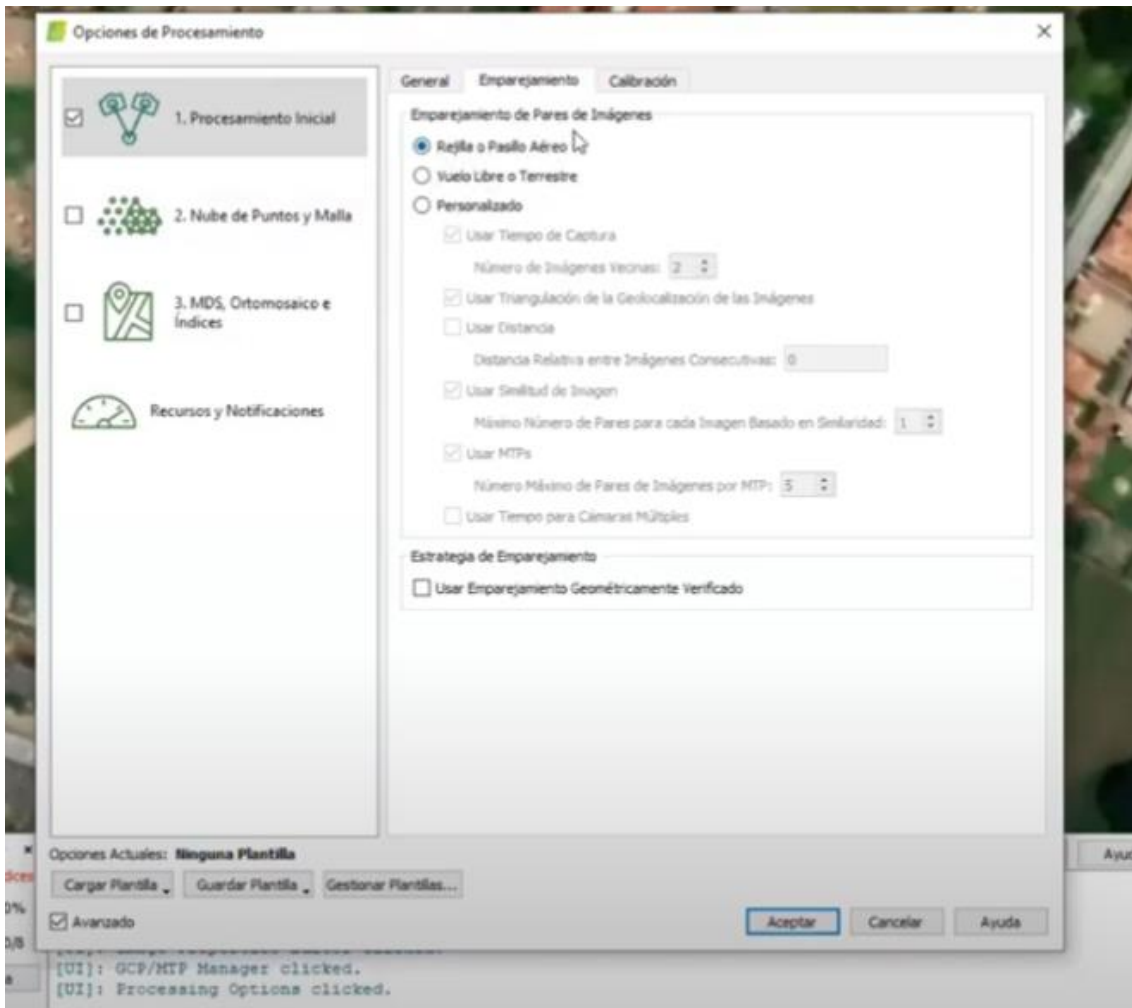 Opciones de Procesamiento
1. Procesamiento Inicial
2. Nube de Puntos y Malla
3. MDS, Ortomosaico e
Índices
Recursos y Notificaciones
General Emparejamiento Calibración
Emparejamiento de Pares de Imágenes
Rejilla o Pasillo Aéreo
Vuelo Libre o Terrestre
Personalizado
Usar Tiempo de Captura
Número de Imágenes Vecinas: 2
Usar Triangulación de la Geolocalización de las Imágenes
Usar Distancia
Distancia Relativa entre Imágenes Consecutivas: 0
Usar Similitud de Imagen
Máximo Número de Pares para cada Imagen Basado en Similaridad: 1
Usar MTPs
Número Máximo de Pares de Imágenes por MTP: 5
Usar Tiempo para Cámaras Múltiples
Estrategia de Emparejamiento
Usar Emparejamiento Geométricamente Verificado
Opciones Actuales: Ninguna Plantilla
Cargar Plantilla Guardar Plantilla Gestionar Plantillas...
Avanzado
Aceptar Cancelar Ayuda
[UI]: GCP/MTP Manager clicked.
[UI]: Processing Options clicked.